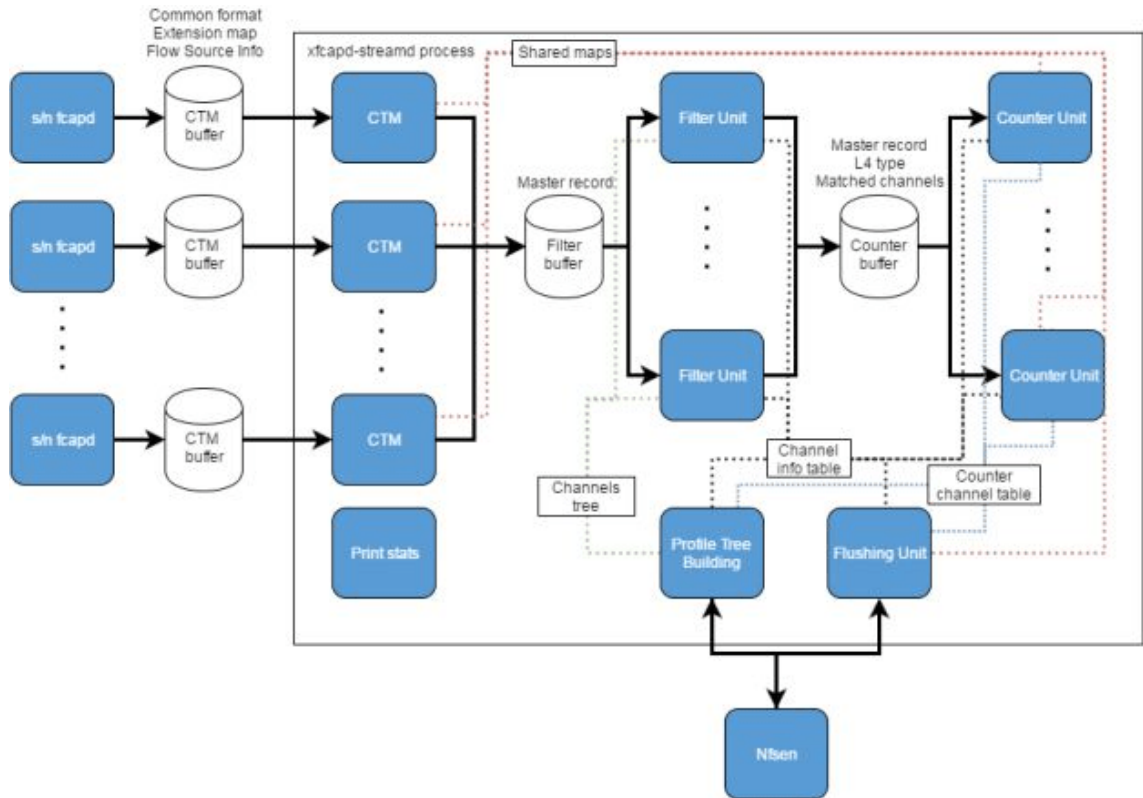 Common format
Extension map
Flow Source Info
xfcapd-streamd process
Shared maps
s/n fcapd
CTM
buffer
CTM
Filter Unit
Master record
L4 type
Matched channels
Counter Unit
s/n fcapd
CTM
buffer
CTM
Master record
Filter
buffer
Counter
buffer
Filter Unit
Counter Unit
s/n fcapd
CTM
buffer
CTM
Channel
info table
Channels
tree
Counter
channel table
Print stats
Profile Tree
Building
Flushing Unit
Nfsen